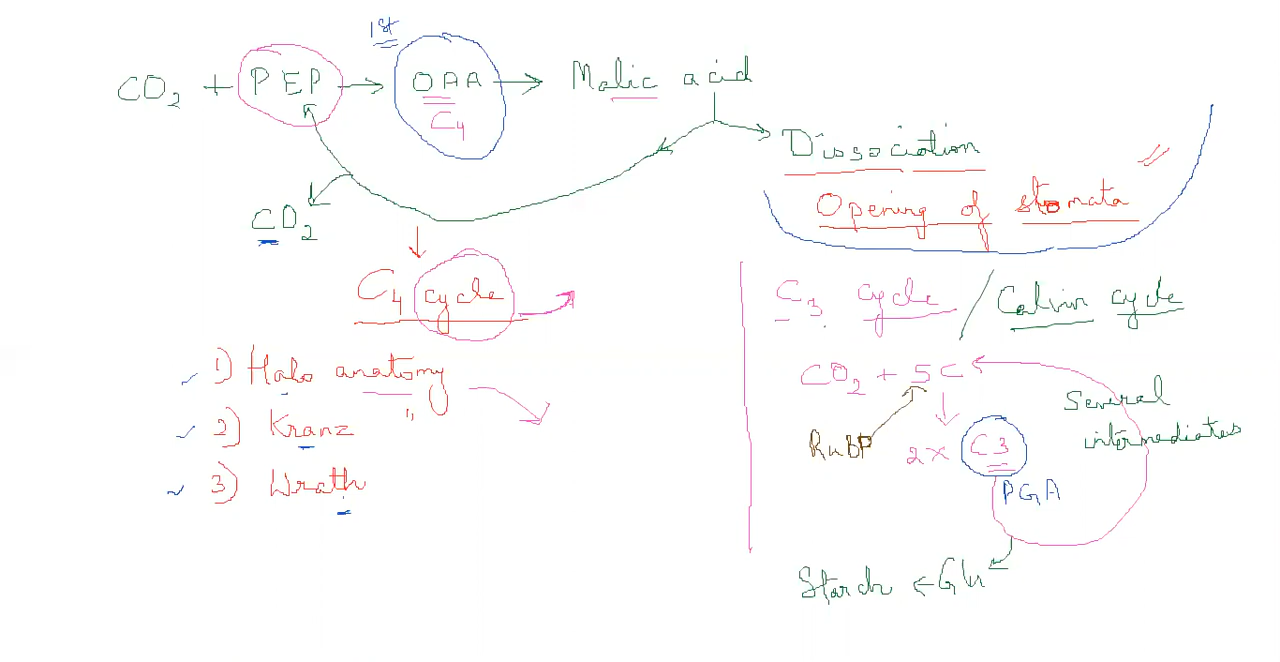 1st
CO2 + PEP → OAA → Malic acid
C4
Dissociation
Opening of stomata
CO2
C4 cycle
C3 cycle / Calvin cycle
1) Halo anatomy
2) Kranz
3) Wrath
CO2 + 5C
Several intermediates
RuBP
2x C3
PGA
Starch ← Glu